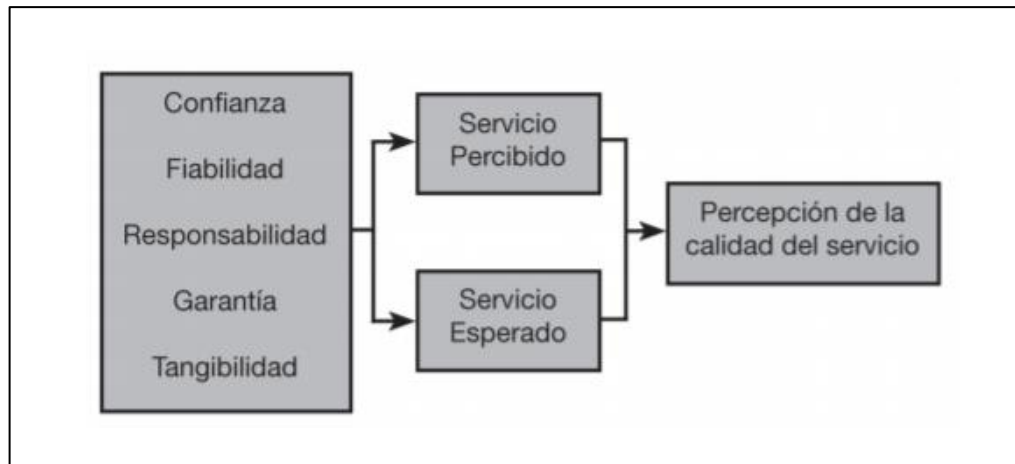 Confianza
Fiabilidad
Responsabilidad
Garantía
Tangibilidad
Servicio
Percibido
Servicio
Esperado
Percepción de la
calidad del servicio